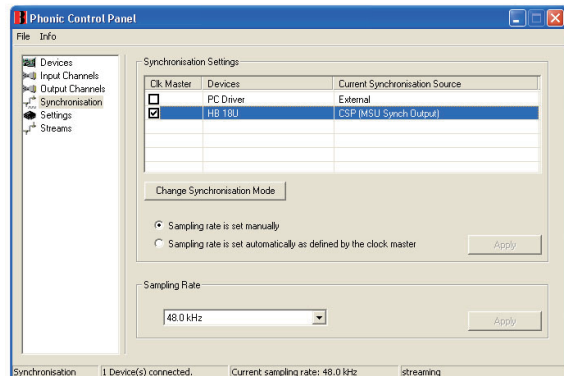 Phonic Control Panel
File Info
Devices
Input Channels
Output Channels
Synchronisation
Settings
Streams
Synchronisation Settings
Clk Master Devices Current Synchronisation Source
PC Driver External
HB 18U CSP (MSU Synch Output)
Change Synchronisation Mode
Sampling rate is set manually
Sampling rate is set automatically as defined by the clock master
Apply
Sampling Rate
48.0 kHz
Apply
Synchronisation 1 Device(s) connected. Current sampling rate: 48.0 kHz streaming